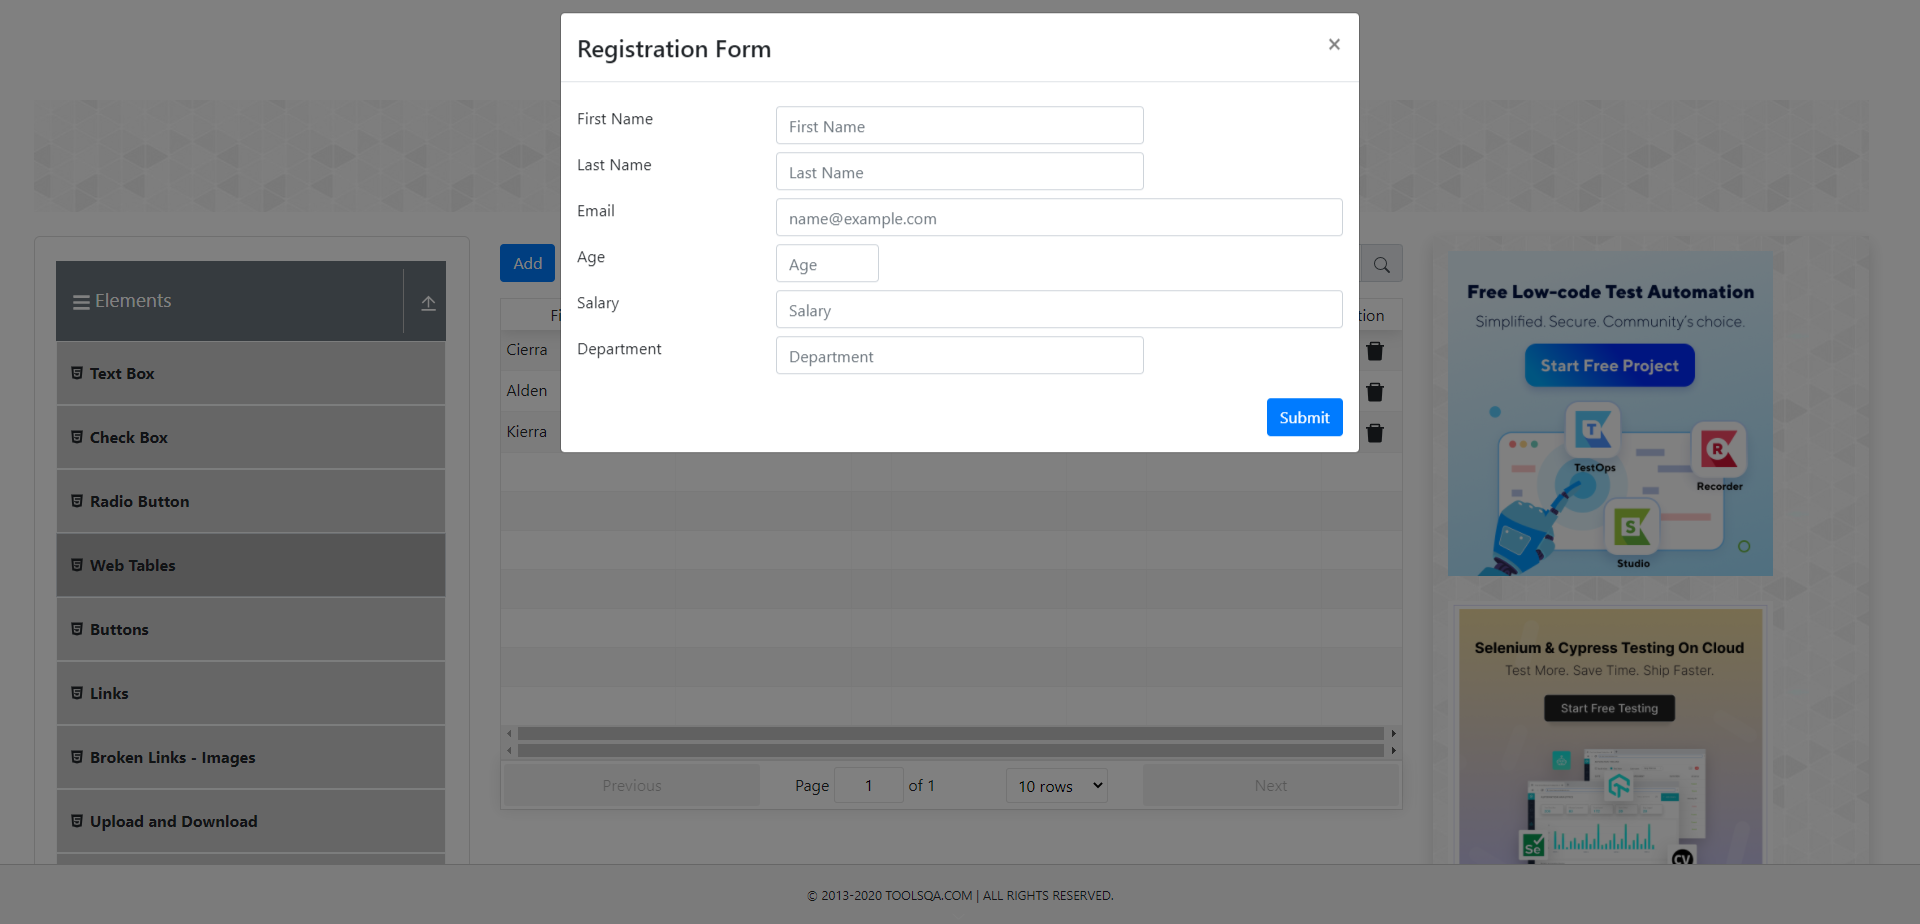 Registration Form
×
First Name
First Name
Last Name
Last Name
Email
name@example.com
Age
Age
Salary
Salary
Department
Department
Submit
Elements
Text Box
Check Box
Radio Button
Web Tables
Buttons
Links
Broken Links - Images
Upload and Download
Add
Cierra
Alden
Kierra
Previous
Page 1 of 1
10 rows
Next
Free Low-code Test Automation
Simplified. Secure. Community's choice.
Start Free Project
TestOps
Recorder
Studio
Selenium & Cypress Testing On Cloud
Test More. Save Time. Ship Faster.
Start Free Testing
Se
CV
© 2013-2020 TOOLSQA.COM | ALL RIGHTS RESERVED.